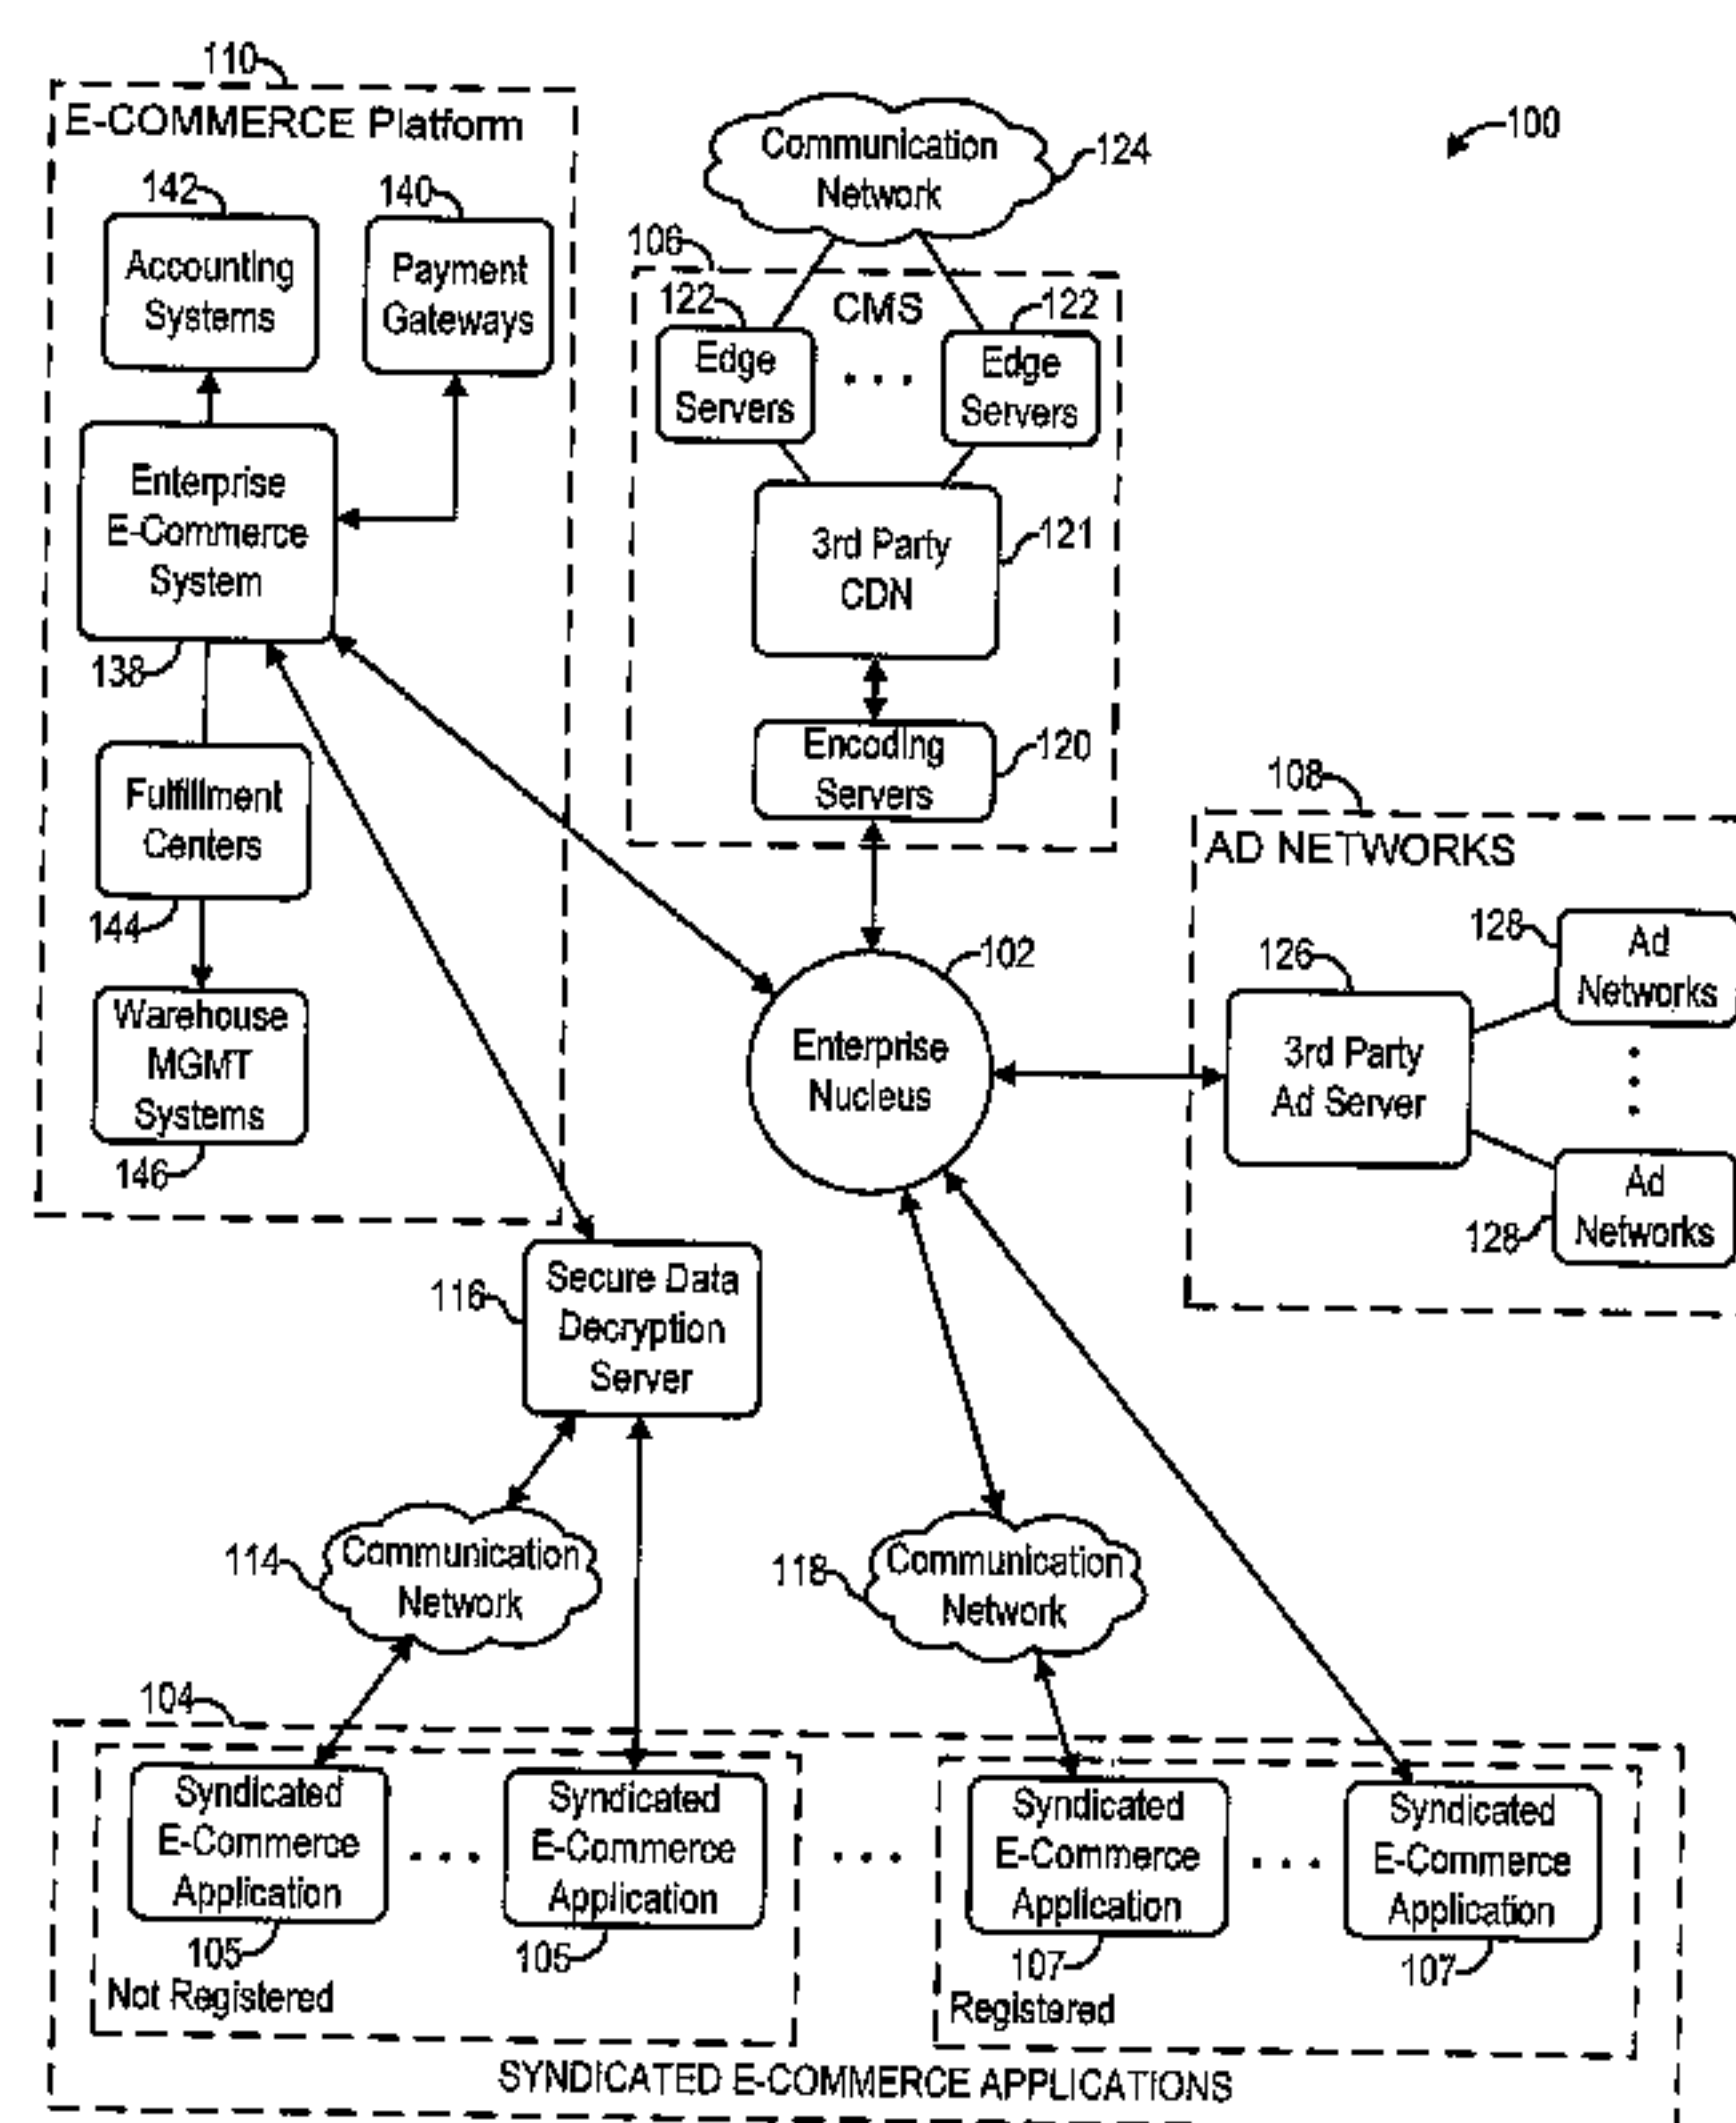 110
E-COMMERCE Platform
142
Accounting
Systems
140
Payment
Gateways
Enterprise
E-Commerce
System
138
Fulfillment
Centers
144
Warehouse
MGMT
Systems
146
Communication
Network
124
100
106
CMS
122
Edge
Servers
122
Edge
Servers
3rd Party
CDN
121
Encoding
Servers
120
108
AD NETWORKS
102
Enterprise
Nucleus
126
3rd Party
Ad Server
128
Ad
Networks
Ad
Networks
128
116
Secure Data
Decryption
Server
114
Communication
Network
118
Communication
Network
104
Syndicated
E-Commerce
Application
105
Syndicated
E-Commerce
Application
105
Not Registered
Syndicated
E-Commerce
Application
107
Syndicated
E-Commerce
Application
107
Registered
SYNDICATED E-COMMERCE APPLICATIONS